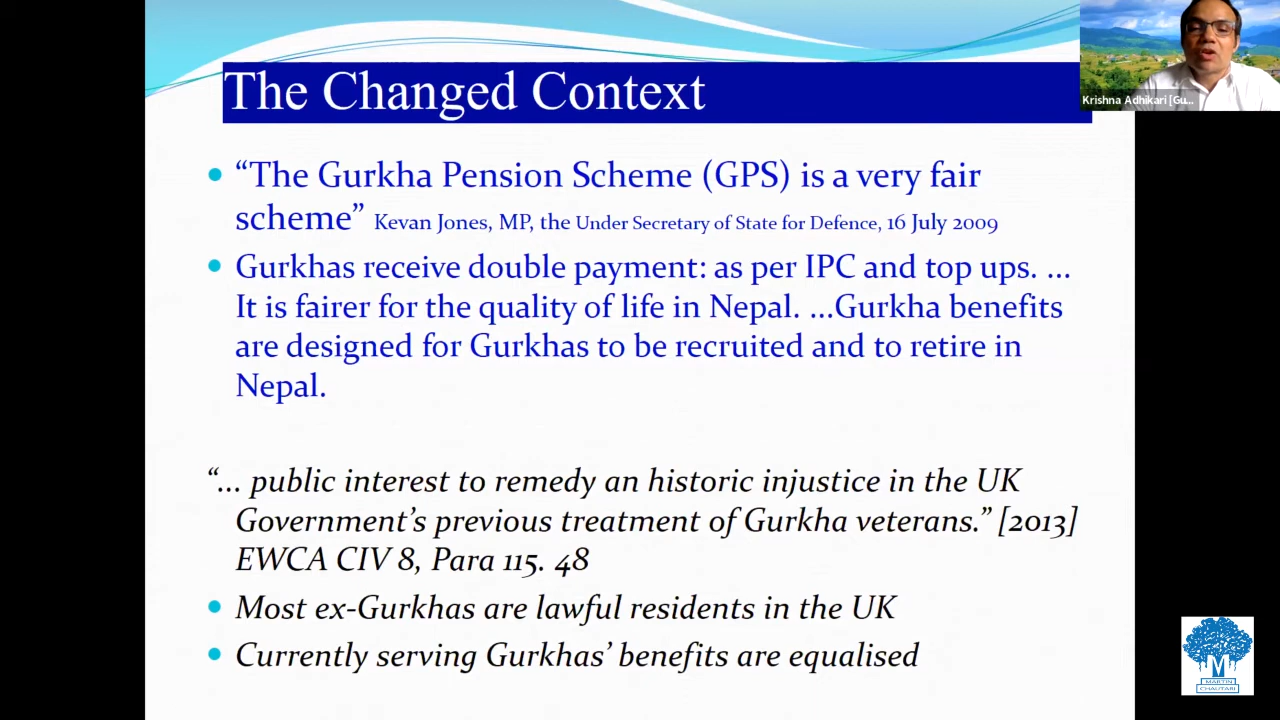 The Changed Context
Krishna Adhikari [Gu...
“The Gurkha Pension Scheme (GPS) is a very fair
scheme” Kevan Jones, MP, the Under Secretary of State for Defence, 16 July 2009
Gurkhas receive double payment: as per IPC and top ups. ...
It is fairer for the quality of life in Nepal. ...Gurkha benefits
are designed for Gurkhas to be recruited and to retire in
Nepal.
“... public interest to remedy an historic injustice in the UK
Government’s previous treatment of Gurkha veterans.” [2013]
EWCA CIV 8, Para 115. 48
Most ex-Gurkhas are lawful residents in the UK
Currently serving Gurkhas’ benefits are equalised
M
MARTIN
CHAUTARI